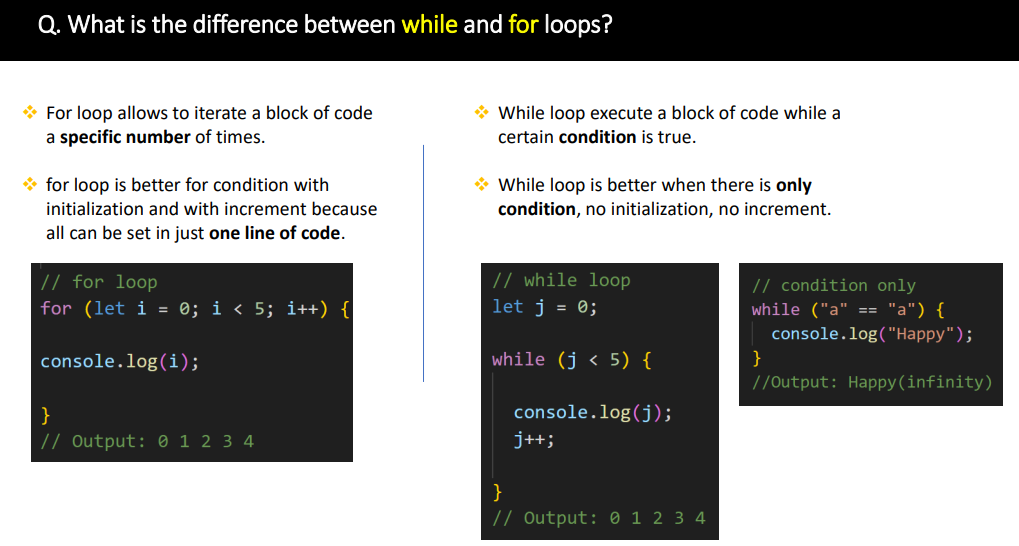 Q. What is the difference between while and for loops?
❖ For loop allows to iterate a block of code
a specific number of times.
❖ for loop is better for condition with
initialization and with increment because
all can be set in just one line of code.
// for loop
for (let i = 0; i < 5; i++) {
console.log(i);
}
// Output: 0 1 2 3 4
❖ While loop execute a block of code while a
certain condition is true.
❖ While loop is better when there is only
condition, no initialization, no increment.
// while loop
let j = 0;
while (j < 5) {
console.log(j);
j++;
}
// Output: 0 1 2 3 4
// condition only
while ("a" == "a") {
console.log("Happy");
}
//Output: Happy(infinity)